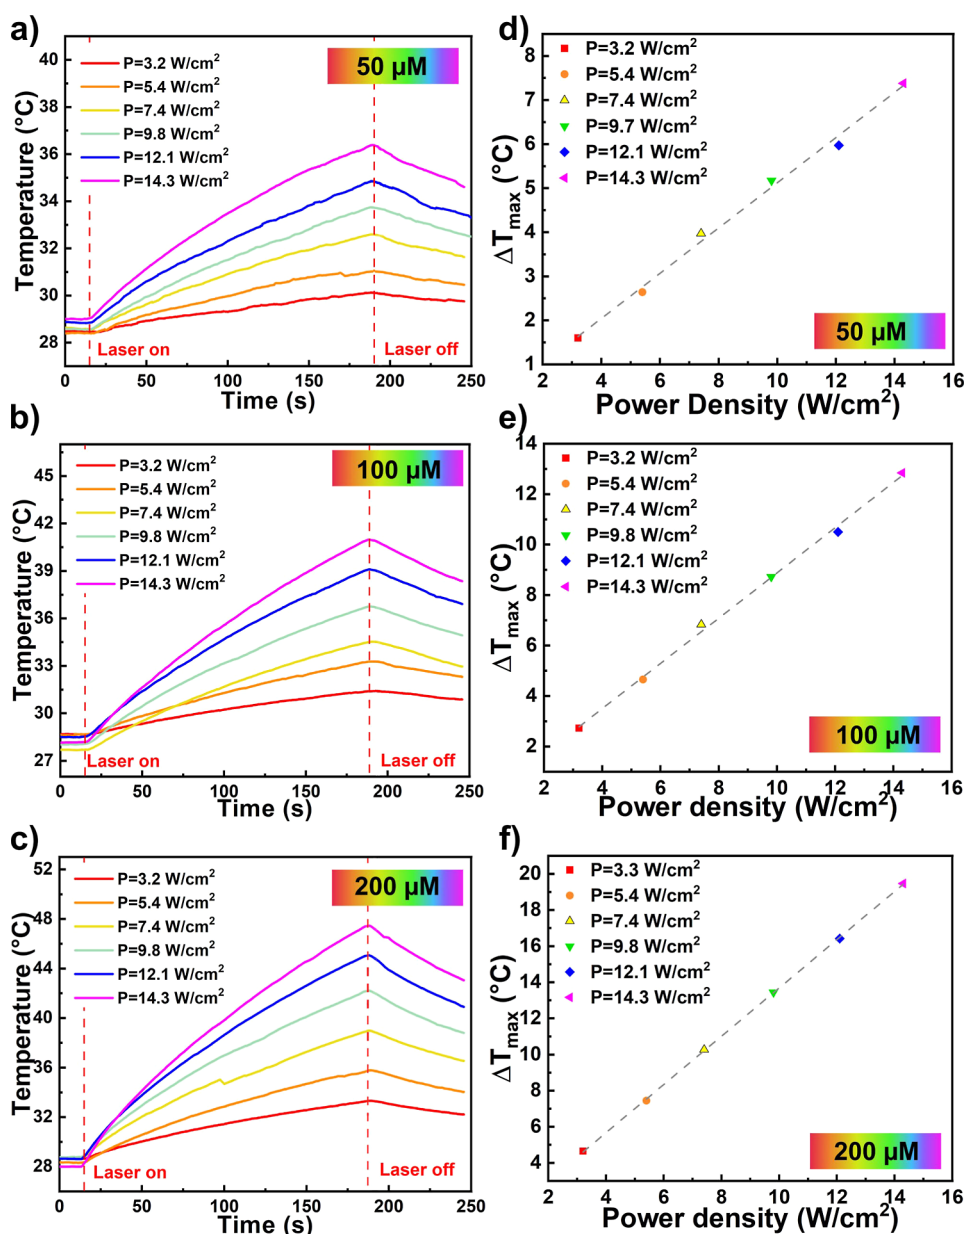 a)
Temperature (°C)
40
38
36
34
32
30
28
P=3.2 W/cm²
P=5.4 W/cm²
P=7.4 W/cm²
P=9.8 W/cm²
P=12.1 W/cm²
P=14.3 W/cm²
50 µM
Laser on
Laser off
0 50 100 150 200 250
Time (s)
d)
ΔTmax (°C)
8
7
6
5
4
3
2
1
P=3.2 W/cm²
P=5.4 W/cm²
P=7.4 W/cm²
P=9.7 W/cm²
P=12.1 W/cm²
P=14.3 W/cm²
50 µM
2 4 6 8 10 12 14 16
Power Density (W/cm²)
b)
Temperature (°C)
45
42
39
36
33
30
27
P=3.2 W/cm²
P=5.4 W/cm²
P=7.4 W/cm²
P=9.8 W/cm²
P=12.1 W/cm²
P=14.3 W/cm²
100 µM
Laser on
Laser off
0 50 100 150 200 250
Time (s)
e)
ΔTmax (°C)
14
12
10
8
6
4
2
P=3.2 W/cm²
P=5.4 W/cm²
P=7.4 W/cm²
P=9.8 W/cm²
P=12.1 W/cm²
P=14.3 W/cm²
100 µM
2 4 6 8 10 12 14 16
Power density (W/cm²)
c)
Temperature (°C)
52
48
44
40
36
32
28
P=3.2 W/cm²
P=5.4 W/cm²
P=7.4 W/cm²
P=9.8 W/cm²
P=12.1 W/cm²
P=14.3 W/cm²
200 µM
Laser on
Laser off
0 50 100 150 200 250
Time (s)
f)
ΔTmax (°C)
20
18
16
14
12
10
8
6
4
P=3.3 W/cm²
P=5.4 W/cm²
P=7.4 W/cm²
P=9.8 W/cm²
P=12.1 W/cm²
P=14.3 W/cm²
200 µM
2 4 6 8 10 12 14 16
Power density (W/cm²)